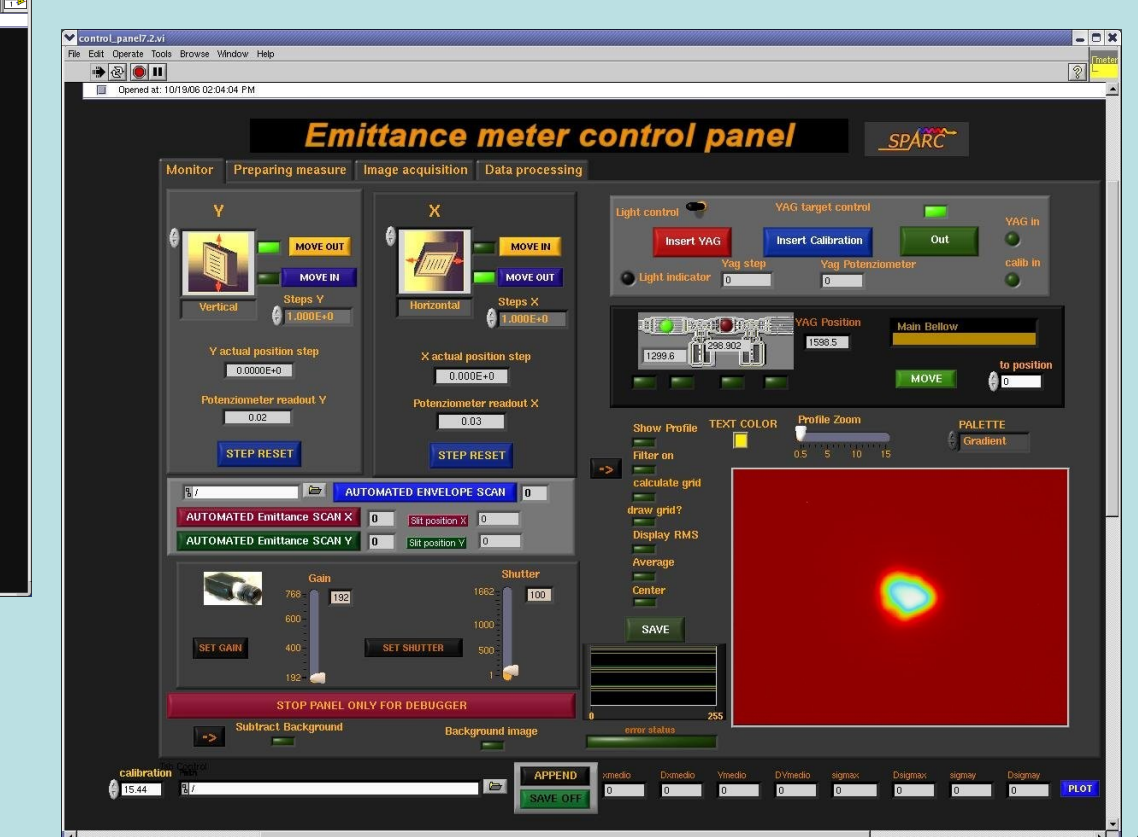 control_panel7.2.vi
File Edit Operate Tools Browse Window Help
Opened at: 10/19/06 02:04:04 PM
Emittance meter control panel
SPARC
Monitor Preparing measure Image acquisition Data processing
Y
MOVE OUT
MOVE IN
Vertical
Steps Y
1.000E+0
Y actual position step
0.0000E+0
Potenziometer readout Y
0.02
STEP RESET
X
MOVE IN
MOVE OUT
Horizontal
Steps X
1.000E+0
X actual position step
0.000E+0
Potenziometer readout X
0.03
STEP RESET
Light control
YAG target control
YAG in
Insert YAG
Insert Calibration
Out
Light indicator
Yag step
0
Yag Potenziometer
0
calib in
1299.6
298.902
YAG Position
1598.5
Main Bellow
MOVE
to position
0
/
AUTOMATED ENVELOPE SCAN 0
AUTOMATED Emittance SCAN X 0 Slit position X 0
AUTOMATED Emittance SCAN Y 0 Slit position Y 0
Gain
768
192
600
400
192
SET GAIN
Shutter
1662
100
1000
500
1
SET SHUTTER
STOP PANEL ONLY FOR DEBUGGER
->
Subtract Background
Background image
Show Profile
Filter on
->
calculate grid
draw grid?
Display RMS
Average
Center
SAVE
0 255
error status
TEXT COLOR
Profile Zoom
0.5 5 10 15
PALETTE
Gradient
Tab Control
calibration
15.44
/
APPEND
SAVE OFF
xmedio Dxmedio Ymedio DYmedio sigmax Dsigmax sigmay Dsigmay
0 0 0 0 0 0 0 0
PLOT